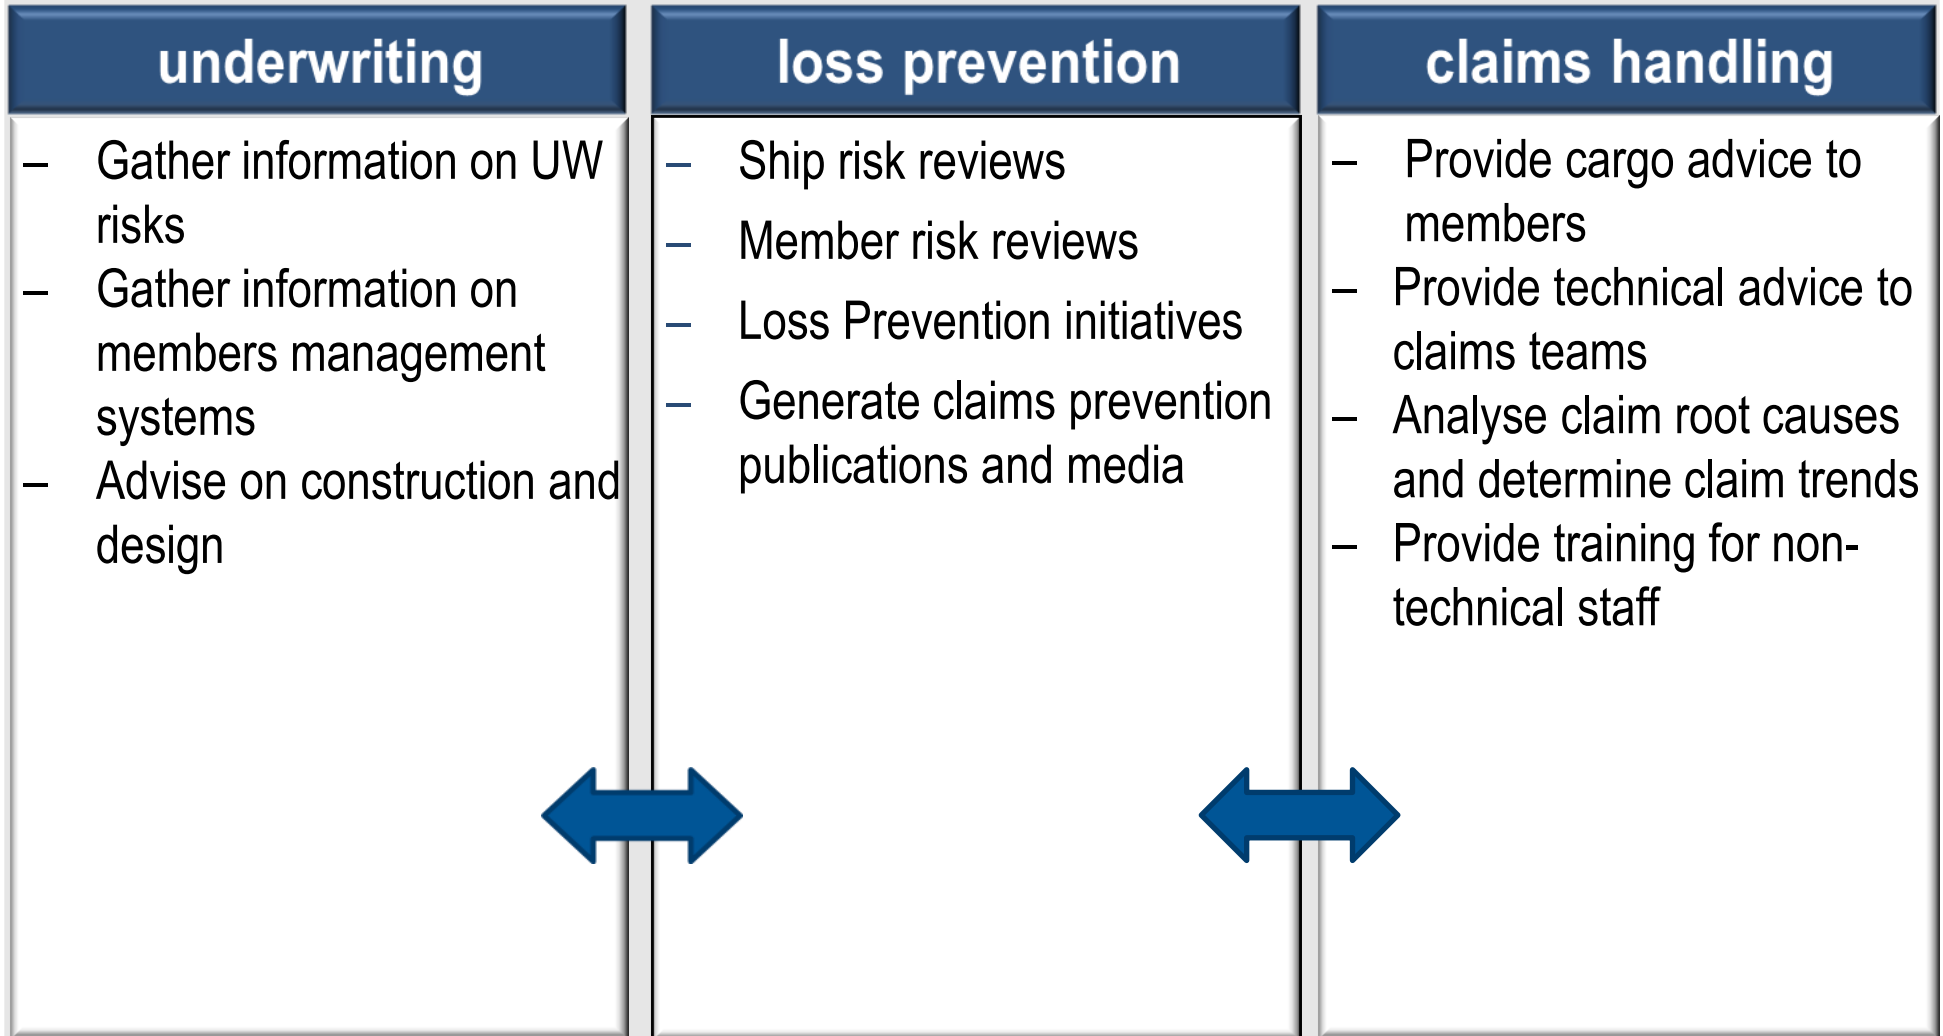 underwriting
– Gather information on UW
risks
– Gather information on
members management
systems
– Advise on construction and
design
loss prevention
– Ship risk reviews
– Member risk reviews
– Loss Prevention initiatives
– Generate claims prevention
publications and media
claims handling
– Provide cargo advice to
members
– Provide technical advice to
claims teams
– Analyse claim root causes
and determine claim trends
– Provide training for non-
technical staff